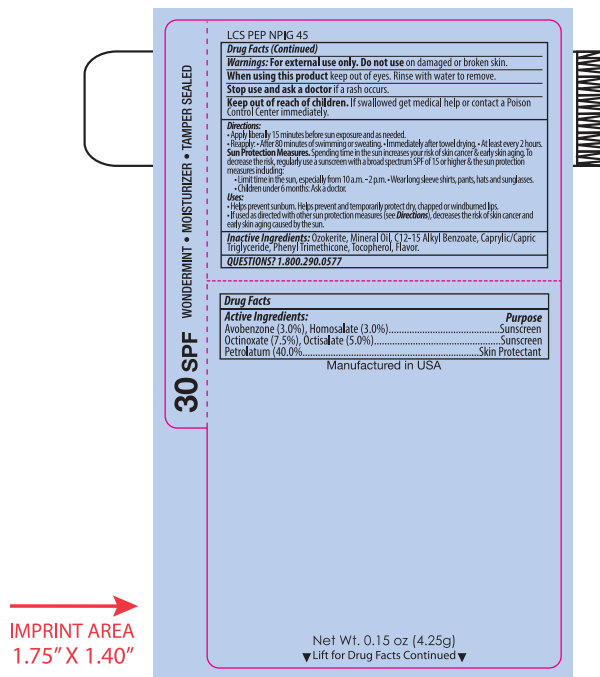 LCS PEP NPIG 45
Drug Facts (Continued)
Warnings: For external use only. Do not use on damaged or broken skin.
When using this product keep out of eyes. Rinse with water to remove.
Stop use and ask a doctor if a rash occurs.
Keep out of reach of children. If swallowed get medical help or contact a Poison
Control Center immediately.
Directions:
• Apply liberally 15 minutes before sun exposure and as needed.
• Reapply: • After 80 minutes of swimming or sweating. • Immediately after towel drying. • At least every 2 hours.
Sun Protection Measures. Spending time in the sun increases your risk of skin cancer & early skin aging. To
decrease the risk, regularly use a sunscreen with a broad spectrum SPF of 15 or higher & the sun protection
measures including:
• Limit time in the sun, especially from 10 a.m. –2 p.m. • Wear long sleeve shirts, pants, hats and sunglasses.
• Children under 6 months: Ask a doctor.
Uses:
• Helps prevent sunburn. Helps prevent and temporarily protect dry, chapped or windburned lips.
• If used as directed with other sun protection measures (see Directions), decreases the risk of skin cancer and
early skin aging caused by the sun.
Inactive Ingredients: Ozokerite, Mineral Oil, C12-15 Alkyl Benzoate, Caprylic/Capric
Triglyceride, Phenyl Trimethicone, Tocopherol, Flavor.
QUESTIONS? 1.800.290.0577
30 SPF WONDERMINT • MOISTURIZER • TAMPER SEALED
Drug Facts
Active Ingredients: Purpose
Avobenzone (3.0%), Homosalate (3.0%)...........................................Sunscreen
Octinoxate (7.5%), Octisalate (5.0%)................................................Sunscreen
Petrolatum (40.0%...................................................................Skin Protectant
Manufactured in USA
IMPRINT AREA
1.75” X 1.40”
Net Wt. 0.15 oz (4.25g)
▼Lift for Drug Facts Continued▼